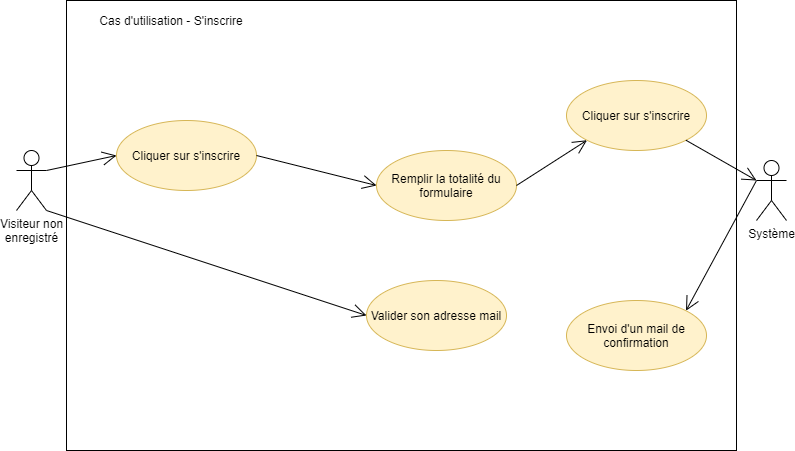 Cas d'utilisation - S'inscrire
Cliquer sur s'inscrire
Cliquer sur s'inscrire
Remplir la totalité du
formulaire
Visiteur non
enregistré
Système
Valider son adresse mail
Envoi d'un mail de
confirmation